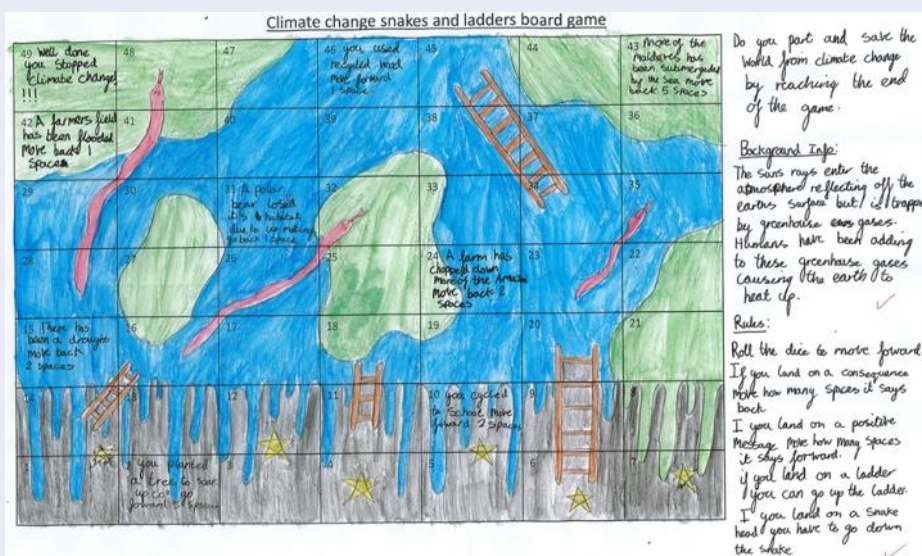 Climate change snakes and ladders board game
49 Well done
you stopped
climate change!
!!!
48
47
46 you used
recycled
move forward
1 space.
45
44
43 More of the
Maldives has
been submerged
by the sea move
back 5 spaces
42 A farmers field
has been flooded
Move back 1
spaces
41
40
39
38
37
36
29
30
31 A polar
bear losed
it's habitat
due to
go back 1 space
32
33
34
35
28
27
26
25
24 A farm has
chopped down
more of the Amazon
Move back 2
spaces
23
22
15 There has
been a drought
move back
2 spaces
16
17
18
19
20
21
14
12
11
10 you cycled
to school move
forward 2 spaces
9
8
1
2 you planted
a tree to soak
up co² go
forward 5 spaces
3
4
5
6
7
Do you part and save the
World from climate change
by reaching the end
of the game.
Background Info:
The suns rays enter the
atmosphere reflecting off the
earths surface but is trapped
by greenhouse gases.
Humans have been adding
to these greenhouse gases
causing the earth to
heat up.
Rules:
Roll the dice to move forward
If you land on a consequence
Move how many spaces it says
back.
I you land on a positive
message move how many spaces
it says forward.
if you land on a ladder
you can go up the ladder.
I you land on a snake
head you have to go down
the snake